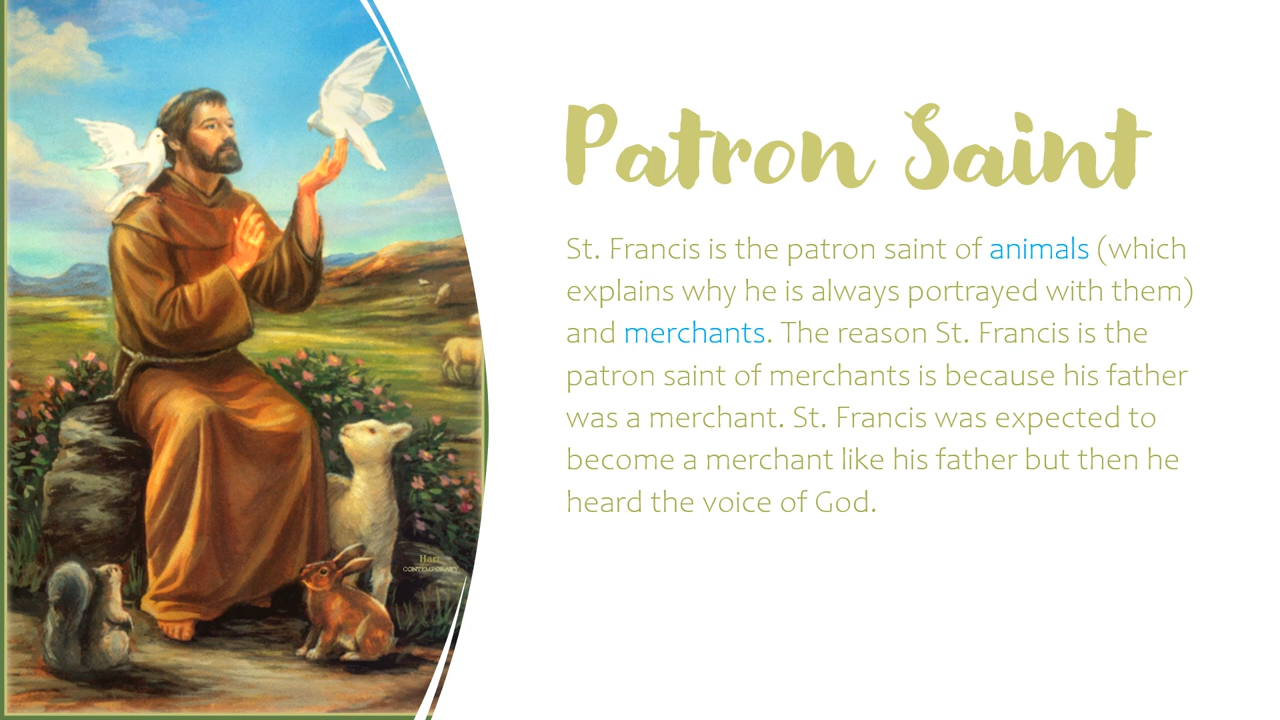 Patron Saint
St. Francis is the patron saint of animals (which
explains why he is always portrayed with them)
and merchants. The reason St. Francis is the
patron saint of merchants is because his father
was a merchant. St. Francis was expected to
become a merchant like his father but then he
heard the voice of God.
CONTEMPORARY